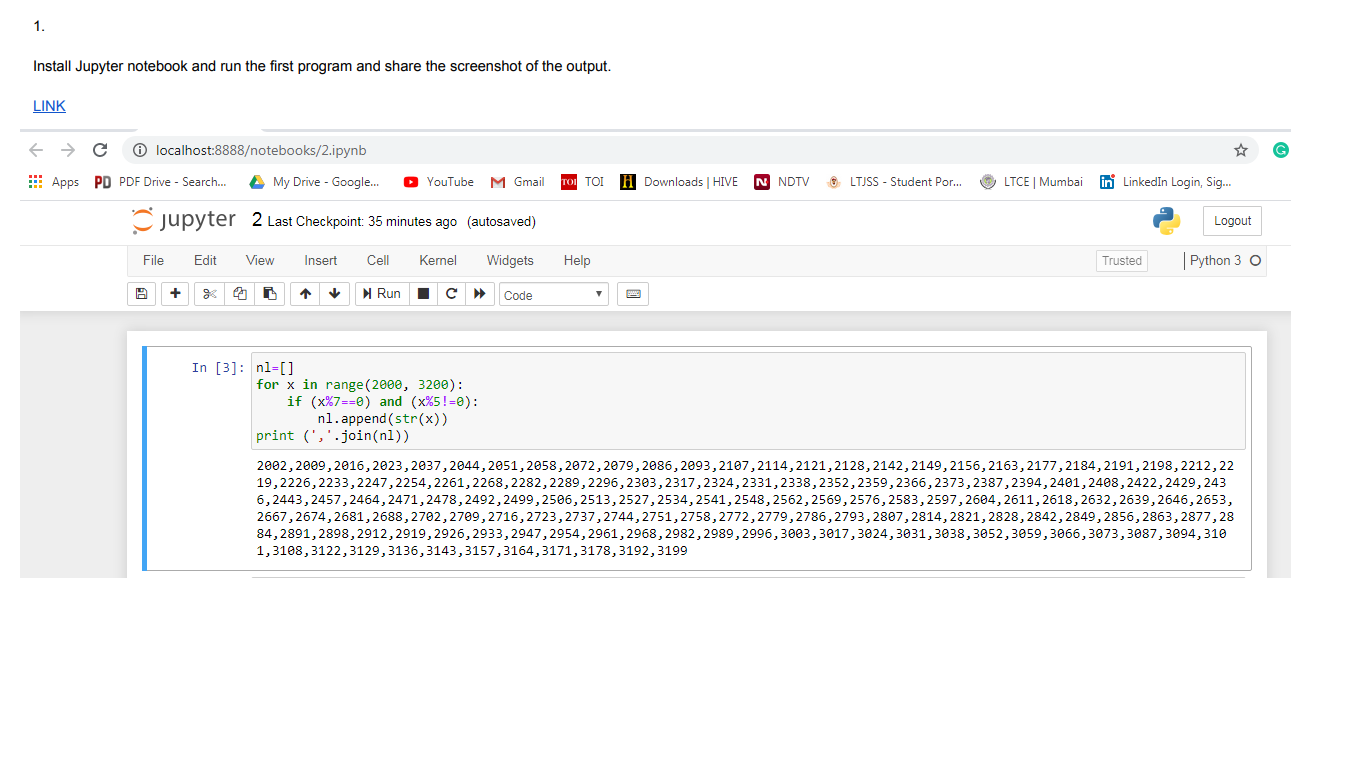 1.
Install Jupyter notebook and run the first program and share the screenshot of the output.
LINK
localhost:8888/notebooks/2.ipynb
Apps PD PDF Drive - Search... My Drive - Google... YouTube Gmail TOI TOI H Downloads | HIVE N NDTV LTJSS - Student Por... LTCE | Mumbai in LinkedIn Login, Sig...
jupyter 2 Last Checkpoint: 35 minutes ago (autosaved) Logout
File Edit View Insert Cell Kernel Widgets Help Trusted Python 3
Run Code
In [3]: nl=[]
for x in range(2000, 3200):
    if (x%7==0) and (x%5!=0):
        nl.append(str(x))
print (','.join(nl))
2002,2009,2016,2023,2037,2044,2051,2058,2072,2079,2086,2093,2107,2114,2121,2128,2142,2149,2156,2163,2177,2184,2191,2198,2212,22
19,2226,2233,2247,2254,2261,2268,2282,2289,2296,2303,2317,2324,2331,2338,2352,2359,2366,2373,2387,2394,2401,2408,2422,2429,243
6,2443,2457,2464,2471,2478,2492,2499,2506,2513,2527,2534,2541,2548,2562,2569,2576,2583,2597,2604,2611,2618,2632,2639,2646,2653,
2667,2674,2681,2688,2702,2709,2716,2723,2737,2744,2751,2758,2772,2779,2786,2793,2807,2814,2821,2828,2842,2849,2856,2863,2877,28
84,2891,2898,2912,2919,2926,2933,2947,2954,2961,2968,2982,2989,2996,3003,3017,3024,3031,3038,3052,3059,3066,3073,3087,3094,310
1,3108,3122,3129,3136,3143,3157,3164,3171,3178,3192,3199